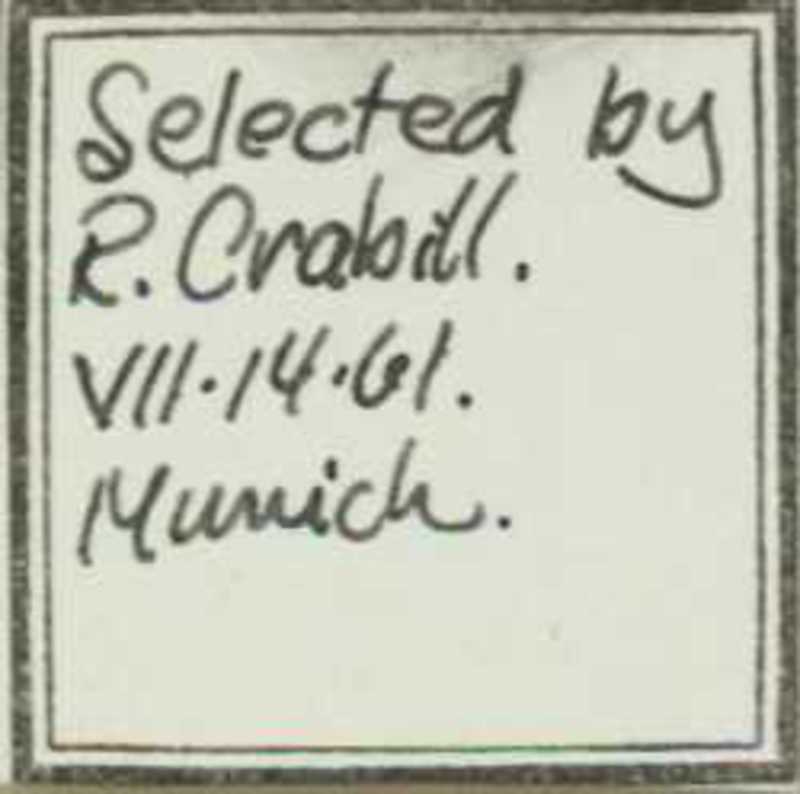 Selected by
R. Crabill.
VII·14·61.
Munich.